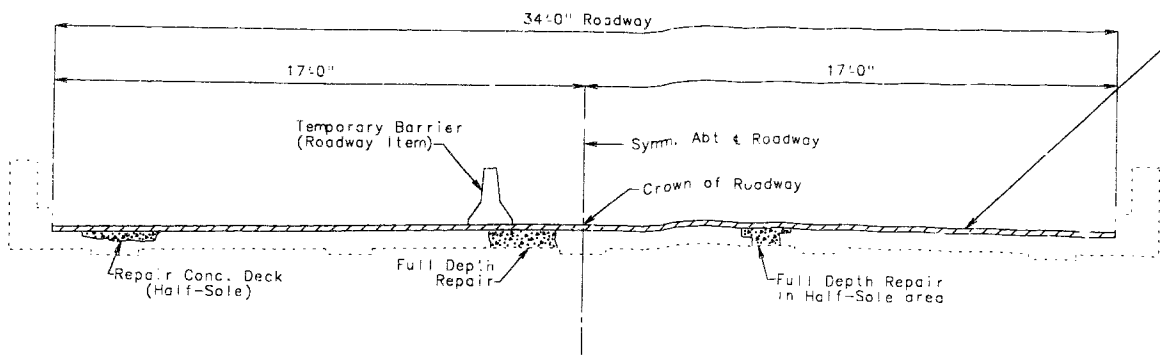 34'-0" Roadway
17'-0"
17'-0"
Temporary Barrier
(Roadway Item)
Symm. Abt ℄ Roadway
Crown of Roadway
Repair Conc. Deck
(Half-Sole)
Full Depth
Repair
Full Depth Repair
in Half-Sole area